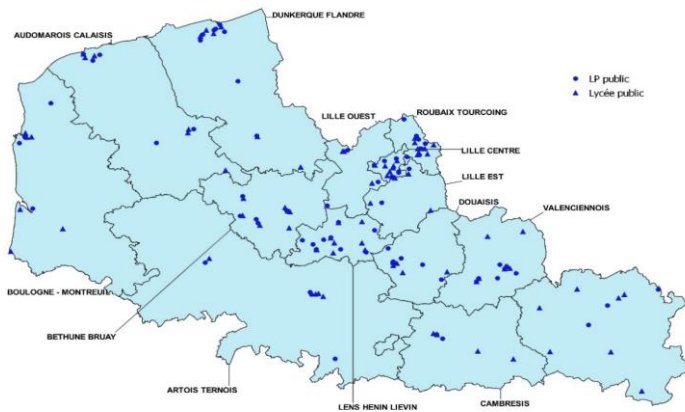 DUNKERQUE FLANDRE
AUDOMAROIS CALAISIS
LP public
Lycée public
LILLE OUEST
ROUBAIX TOURCOING
LILLE CENTRE
LILLE EST
DOUAISIS
VALENCIENNOIS
BOULOGNE - MONTREUIL
BETHUNE BRUAY
ARTOIS TERNOIS
LENS HENIN LIEVIN
CAMBRESIS